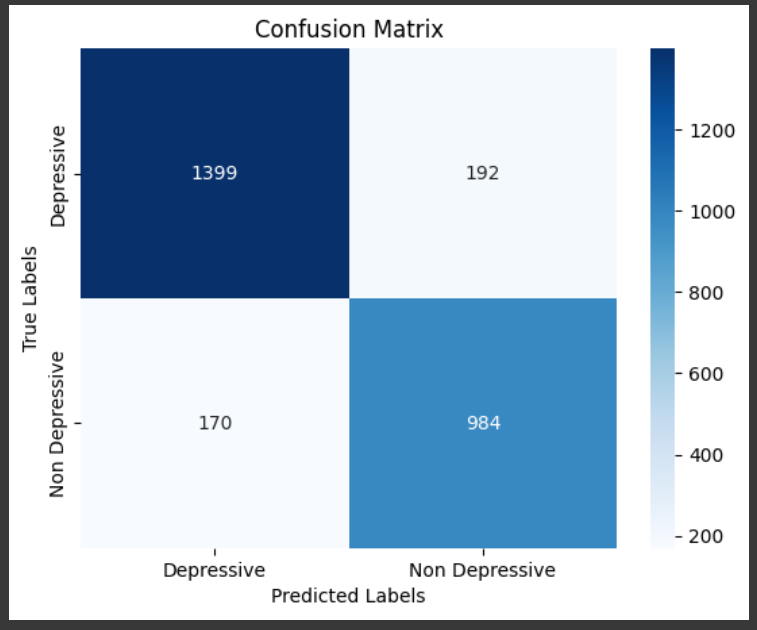 Confusion Matrix
True Labels
Depressive
1399
192
Non Depressive
170
984
Depressive
Non Depressive
Predicted Labels
1200
1000
800
600
400
200